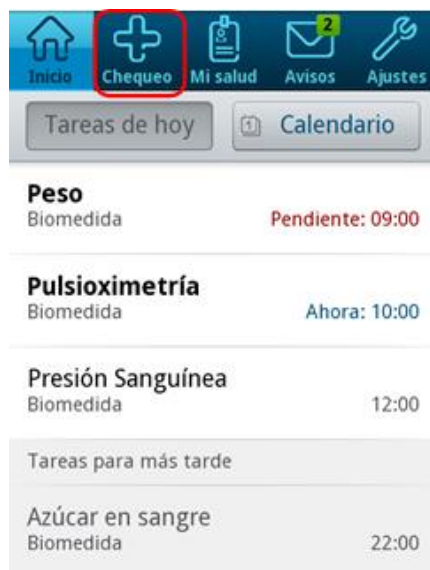 2
Inicio Chequeo Mi salud Avisos Ajustes
Tareas de hoy 1 Calendario
Peso
Biomedida Pendiente: 09:00
Pulsioximetría
Biomedida Ahora: 10:00
Presión Sanguínea
Biomedida 12:00
Tareas para más tarde
Azúcar en sangre
Biomedida 22:00